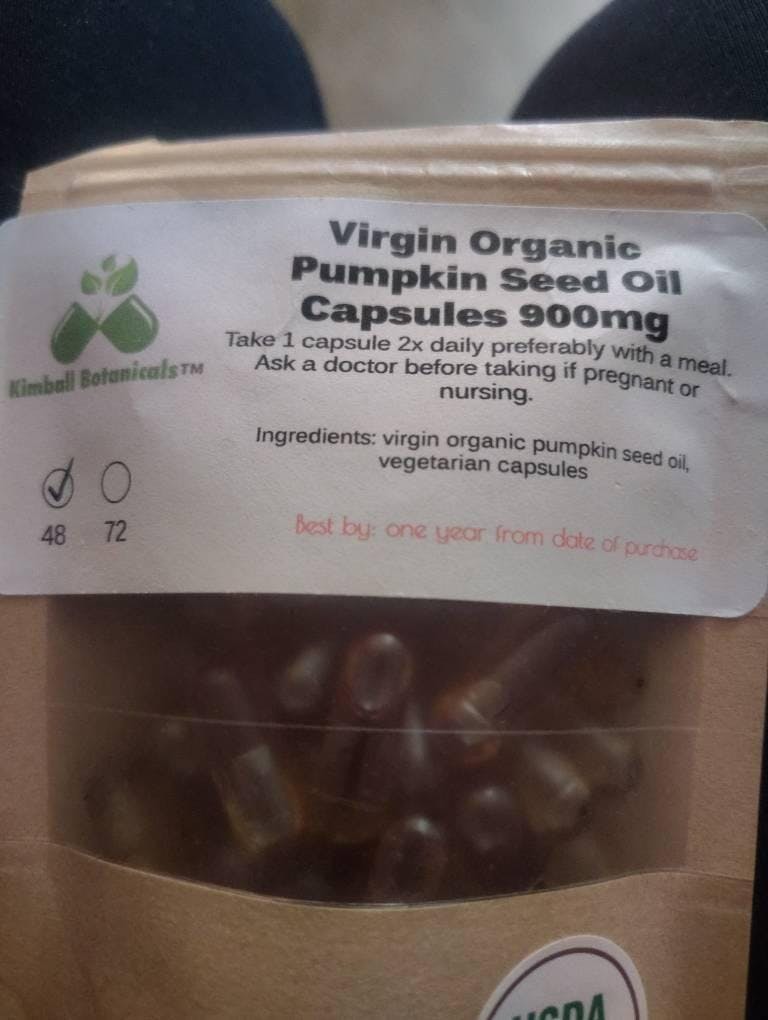 Virgin Organic
Pumpkin Seed Oil
Capsules 900mg
Take 1 capsule 2x daily preferably with a meal.
Ask a doctor before taking if pregnant or
nursing.
Kimball Botanicals™
Ingredients: virgin organic pumpkin seed oil,
vegetarian capsules
48 72
Best by: one year from date of purchase
USDA